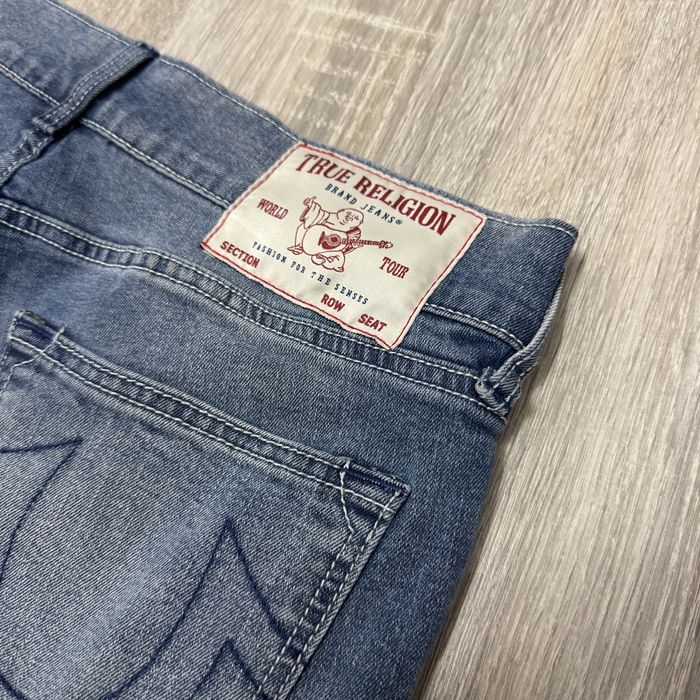 TRUE RELIGION
BRAND JEANS®
WORLD TOUR
FASHION FOR THE SENSES
SECTION ROW SEAT